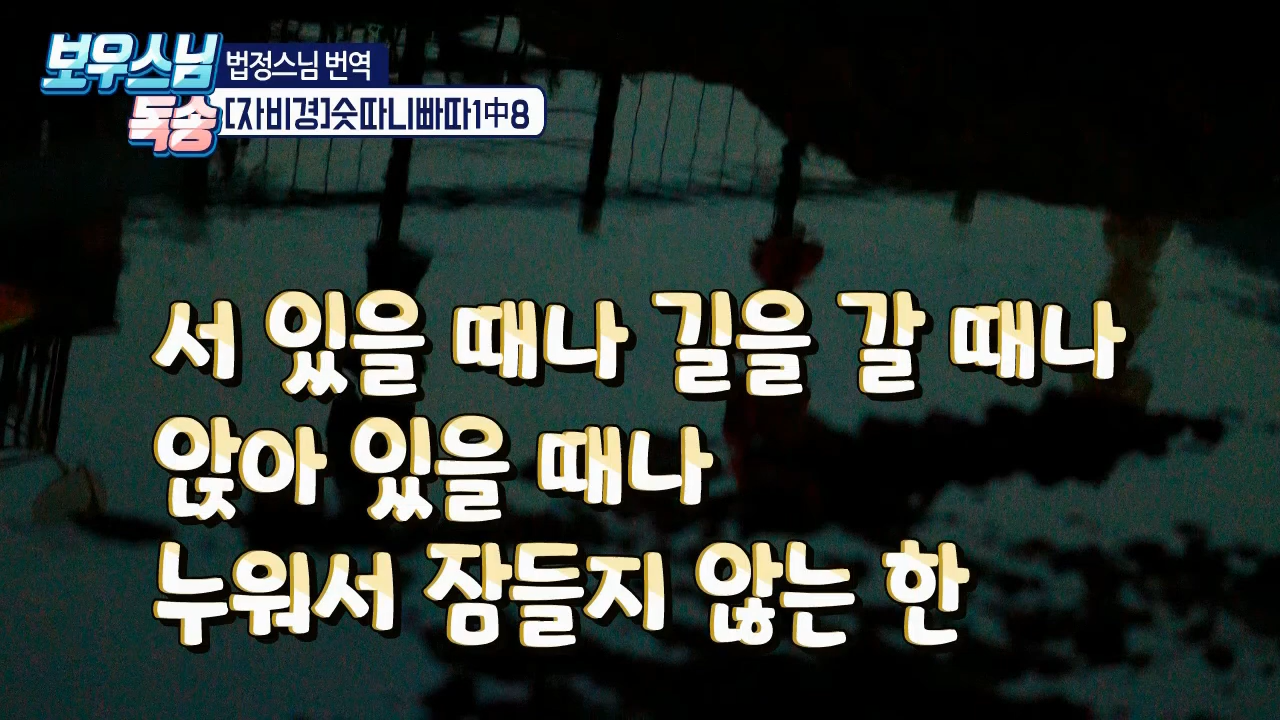 보우스님
독송
법정스님 번역
[자비경]숫따니빠따1中8
서 있을 때나 길을 갈 때나
앉아 있을 때나
누워서 잠들지 않는 한